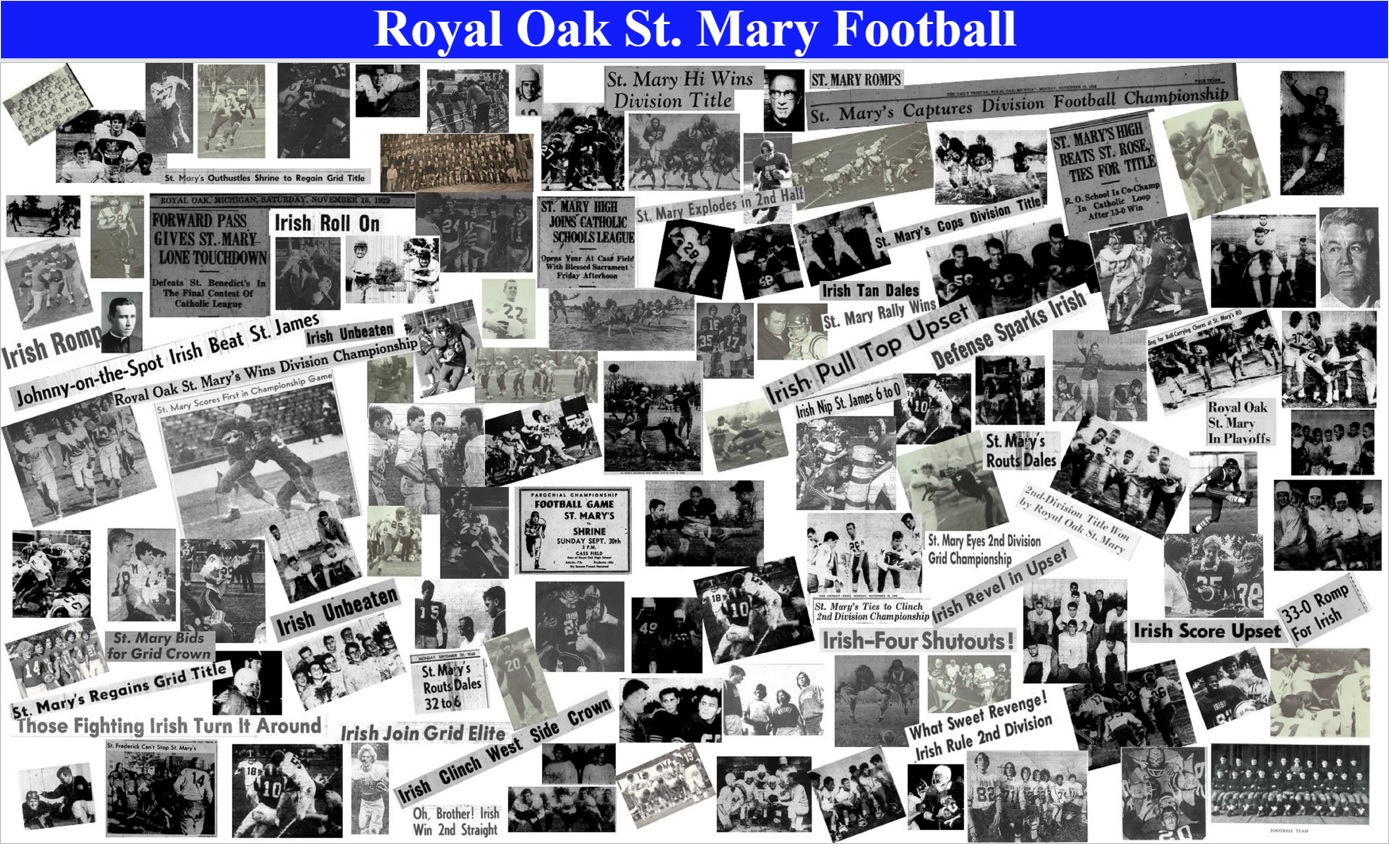 Royal Oak St. Mary Football
St. Mary Hi Wins
Division Title
ST. MARY ROMPS
St. Mary's Captures Division Football Championship
ST. MARY'S HIGH
BEATS ST. ROSE,
TIES FOR TITLE
R. O. School Is Co-Champ
In Catholic Loop
After 13-0 Win
St. Mary's Outhustles Shrine to Regain Grid Title
ROYAL OAK, MICHIGAN, SATURDAY, NOVEMBER 16, 1929
FORWARD PASS
GIVES ST. MARY
LONE TOUCHDOWN
Defeats St. Benedict's In
The Final Contest Of
Catholic League
Irish Roll On
ST. MARY HIGH
JOINS CATHOLIC
SCHOOLS LEAGUE
Opens Year At Cass Field
With Blessed Sacrament
Friday Afternoon
St. Mary Explodes in 2nd Half
St. Mary's Cops Division Title
Irish Tan Dales
St. Mary Rally Wins
Irish Romp
Johnny-on-the-Spot Irish Beat St. James
Irish Unbeaten
Royal Oak St. Mary's Wins Division Championship
St. Mary Scores First in Championship Game
Irish Pull Top Upset
Defense Sparks Irish
Irish Nip St. James 6 to 0
Royal Oak
St. Mary
In Playoffs
St. Mary's
Routs Dales
2nd-Division Title Won
by Royal Oak St. Mary
PAROCHIAL CHAMPIONSHIP
FOOTBALL GAME
ST. MARY'S
vs
SHRINE
SUNDAY SEPT. 30th
3 P.M.
CASS FIELD
St. Mary Eyes 2nd Division
Grid Championship
Irish Revel in Upset
St. Mary's Ties to Clinch
2nd Division Championship
Irish Unbeaten
Irish–Four Shutouts!
Irish Score Upset
33-0 Romp
For Irish
St. Mary Bids
for Grid Crown
St. Mary's Regains Grid Title
St. Mary's
Routs Dales
32 to 6
Those Fighting Irish Turn It Around
Irish Join Grid Elite
Irish Clinch West Side Crown
What Sweet Revenge!
Irish Rule 2nd Division
St. Frederick Can't Stop St. Mary's
Oh, Brother! Irish
Win 2nd Straight
FOOTBALL TEAM